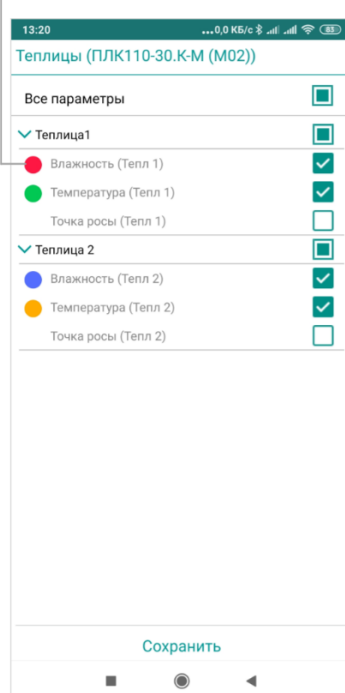 13:20 ...0,0 КБ/с 83
Теплицы (ПЛК110-30.К-М (М02))
Все параметры
Теплица1
Влажность (Тепл 1)
Температура (Тепл 1)
Точка росы (Тепл 1)
Теплица 2
Влажность (Тепл 2)
Температура (Тепл 2)
Точка росы (Тепл 2)
Сохранить